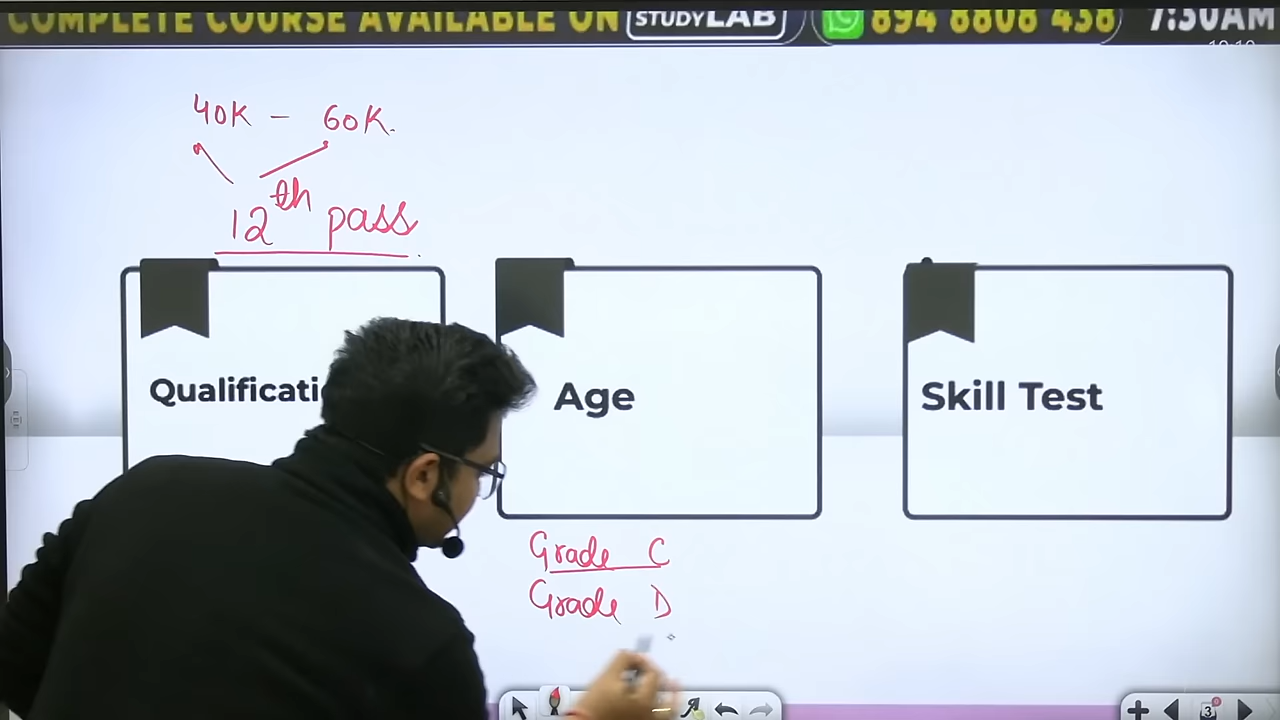 COMPLETE COURSE AVAILABLE ON STUDYLAB 894 8808 438 7:30AM
40K - 60K.
12th pass
Qualificati
Age
Skill Test
Grade C
Grade D
3